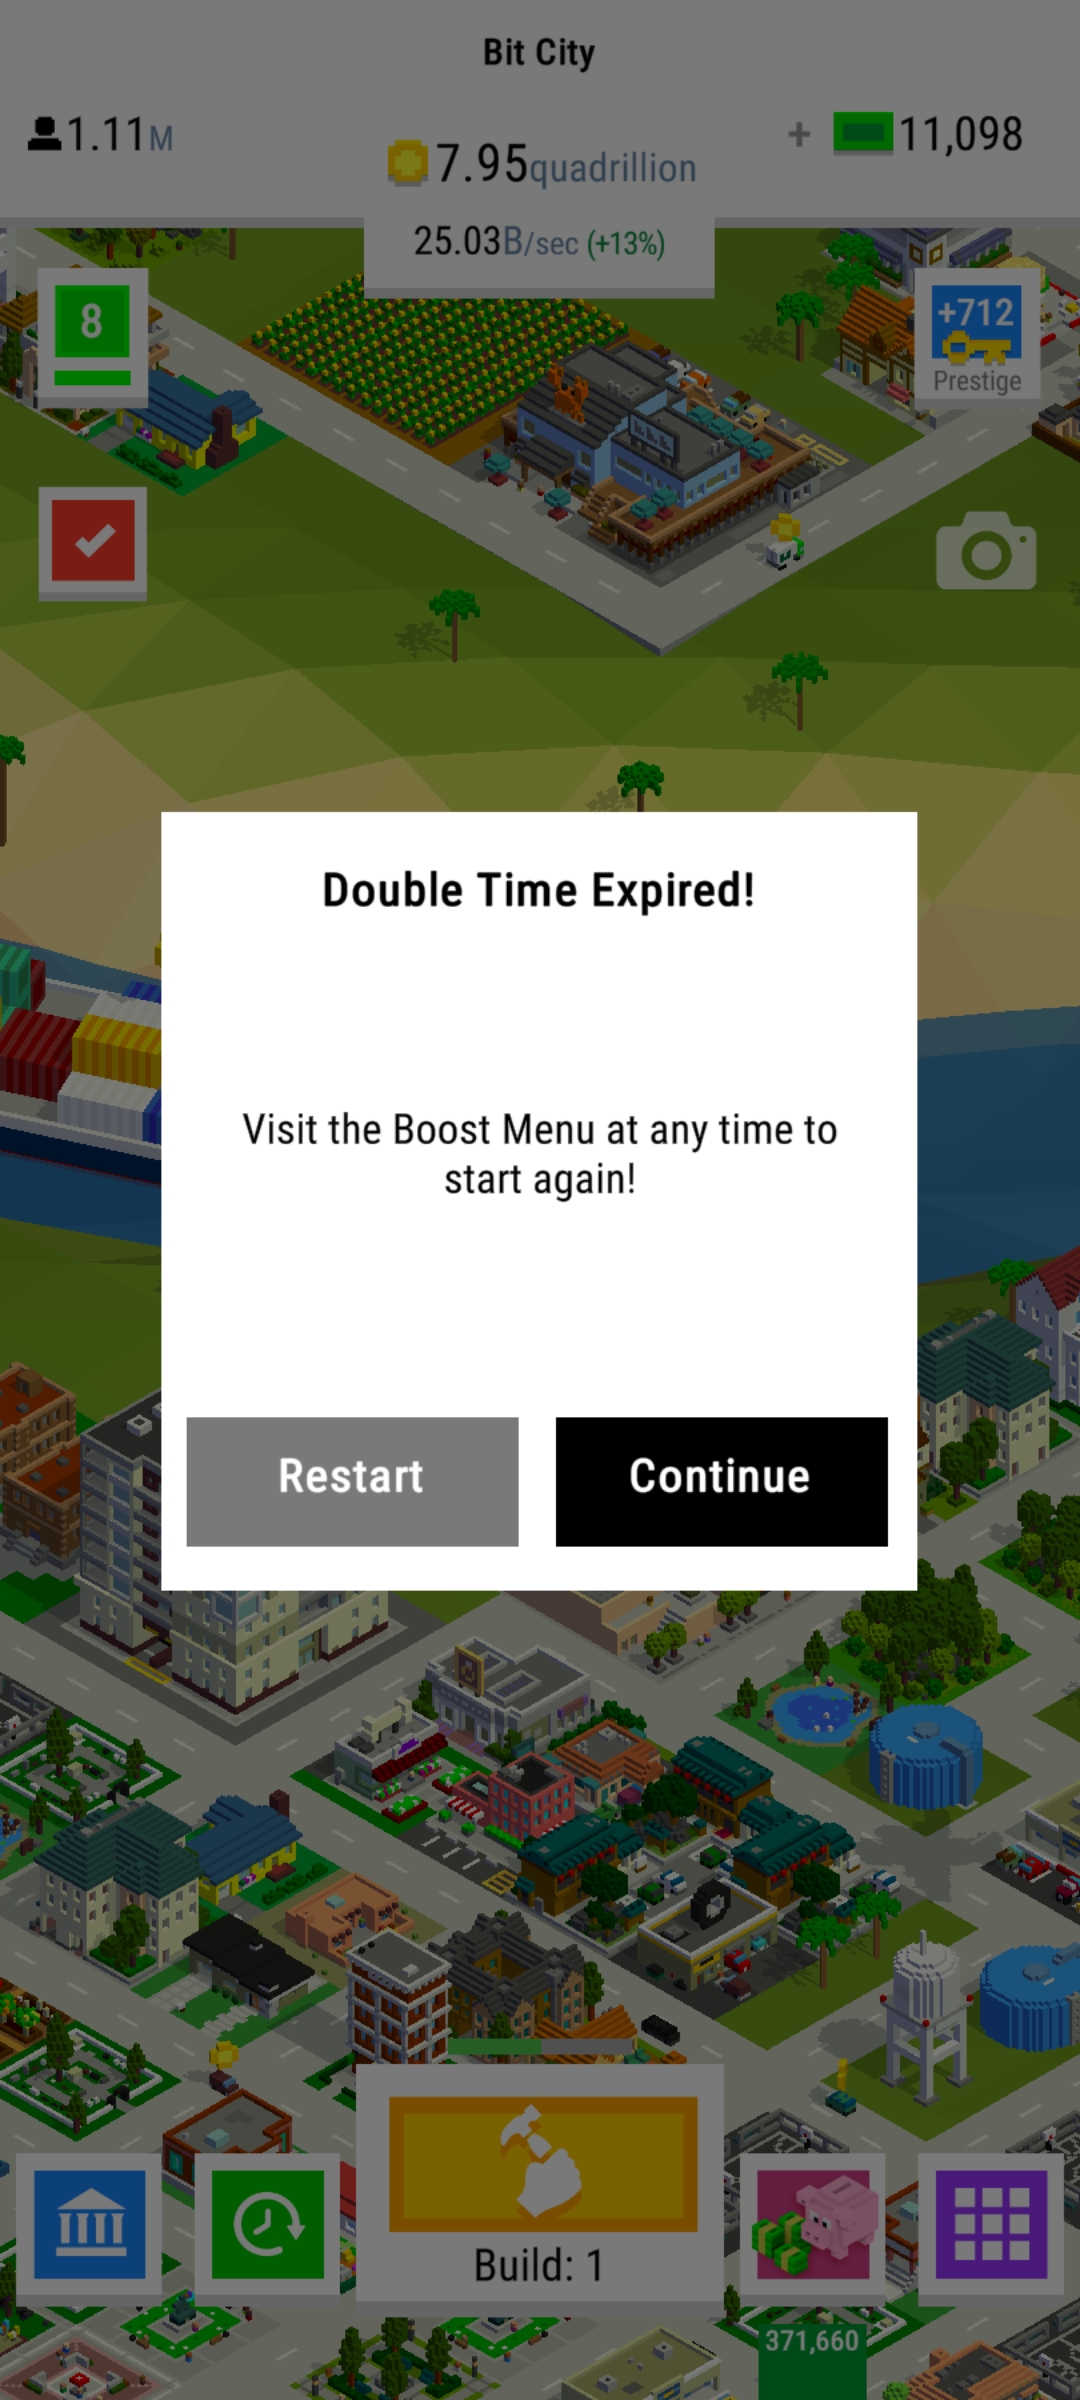 Bit City
1.11M
7.95quadrillion
+ 11,098
25.03B/sec (+13%)
8
+712
Prestige
Double Time Expired!
Visit the Boost Menu at any time to
start again!
Restart
Continue
Build: 1
371,660